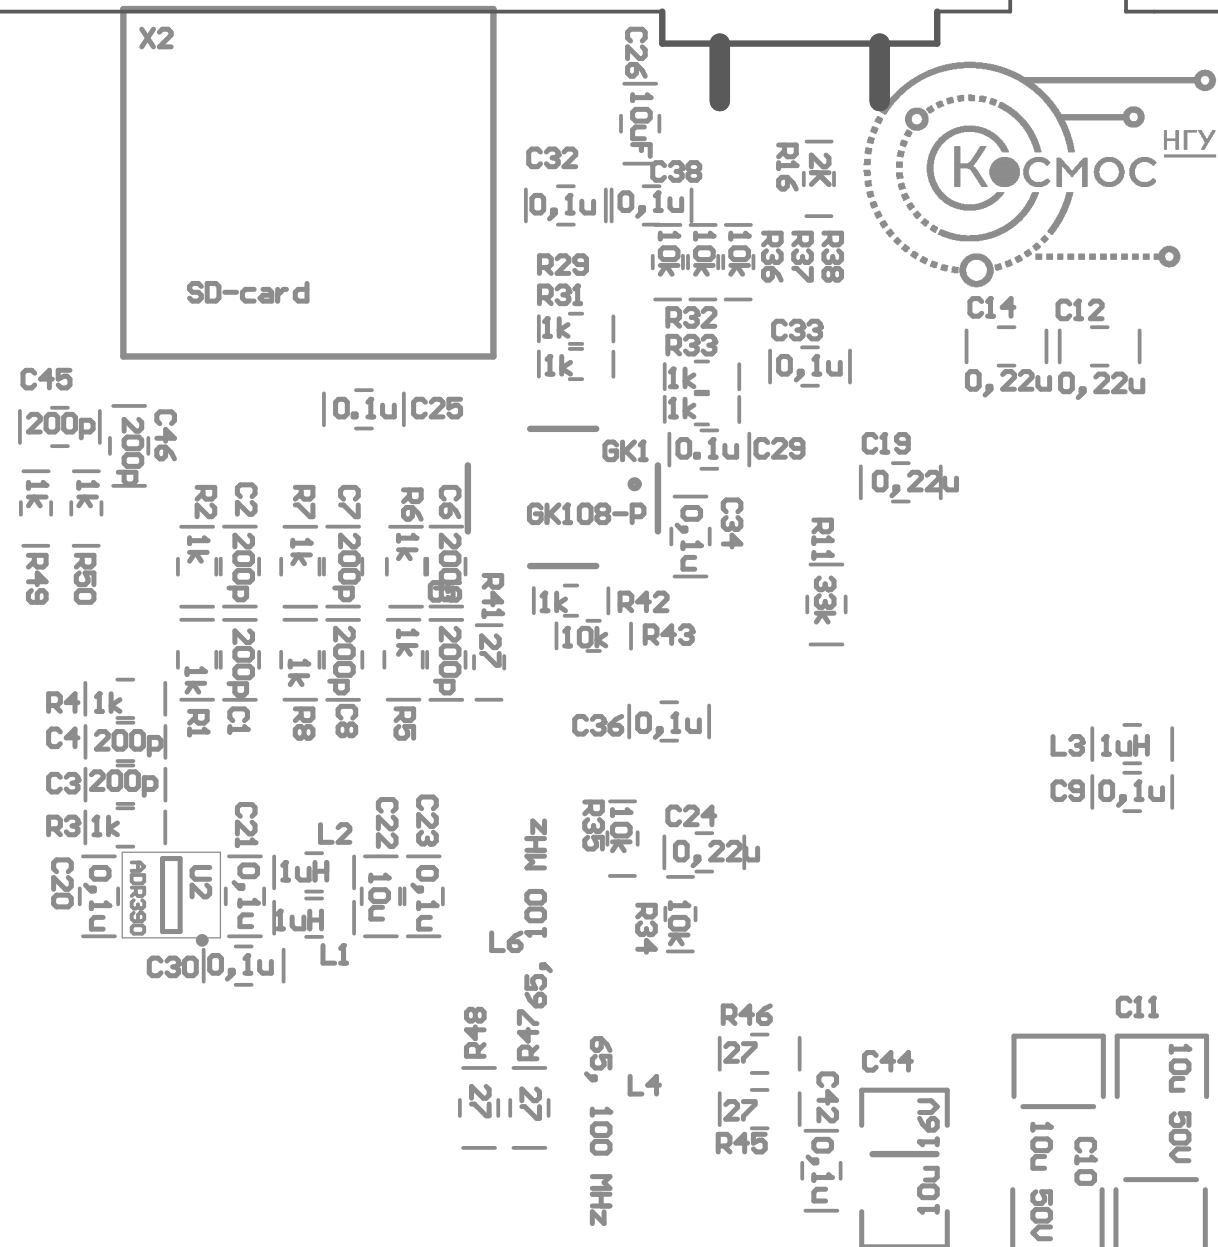 X2
SD-card
C26
10uF
C32
0,1u
C38
0,1u
R16
2K
КОСМОС
НГУ
10k
10k
10k
R36
R37
R38
R29
R31
1k
1k
R32
R33
1k
1k
C33
0,1u
C14
C12
0,22u
0,22u
C45
200p
C46
200p
0.1u
C25
GK1
0.1u
C29
C19
0,22u
GK108-P
C34
0,1u
1k
1k
R49
R50
R2
C2
R7
C7
R6
C6
1k
200p
1k
200p
1k
200p
R41
27
1k
R42
10k
R43
R11
33k
1k
200p
1k
200p
1k
200p
R1
C1
R8
C8
R5
R4
1k
C4
200p
C3
200p
R3
1k
C36
0,1u
L3
1uH
C9
0,1u
C20
0,1u
ADR390
U2
C21
0,1u
L2
1uH
1uH
L1
C22
10u
C23
0,1u
C30
0,1u
R35
10k
C24
0,22u
R34
10k
L6
65, 100 MHz
R48
27
R47
27
65, 100 MHz
L4
R46
27
27
R45
C42
0,1u
C44
10u
16V
C11
10u 50V
C10
10u 50V